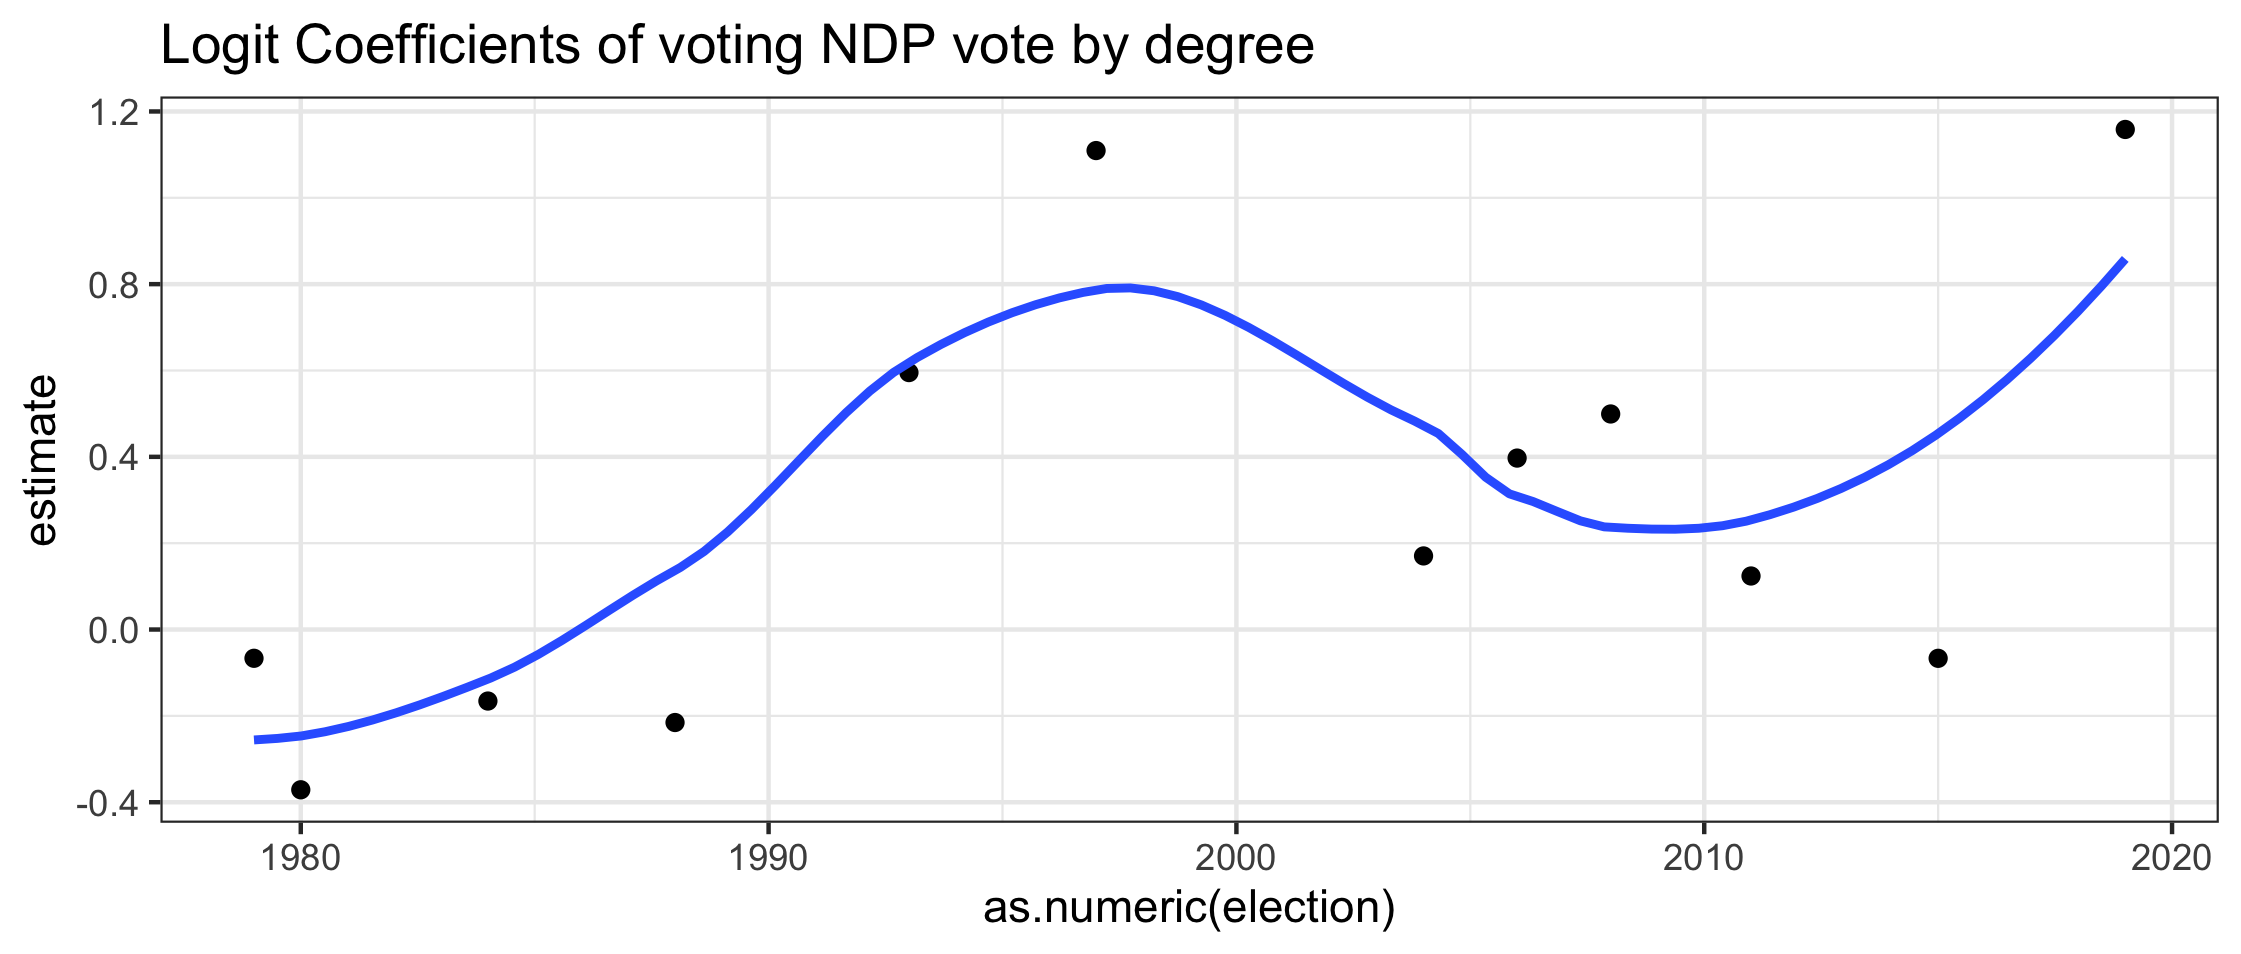 Logit Coefficients of voting NDP vote by degree
1.2
0.8
0.4
0.0
-0.4
estimate
1980 1990 2000 2010 2020
as.numeric(election)